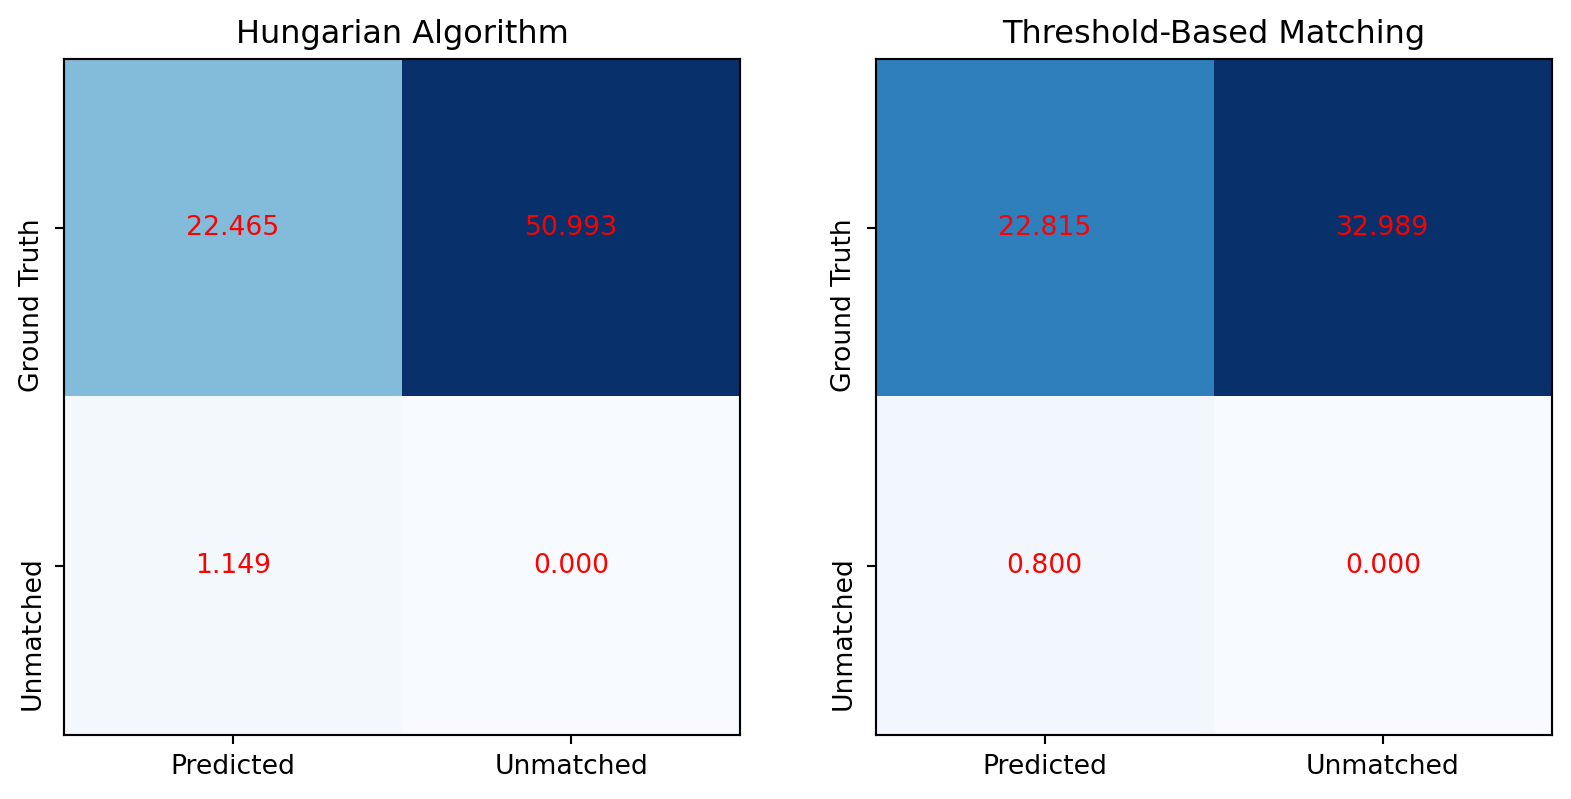 Hungarian Algorithm
Ground Truth
Unmatched
22.465
50.993
1.149
0.000
Predicted
Unmatched
Threshold-Based Matching
Ground Truth
Unmatched
22.815
32.989
0.800
0.000
Predicted
Unmatched